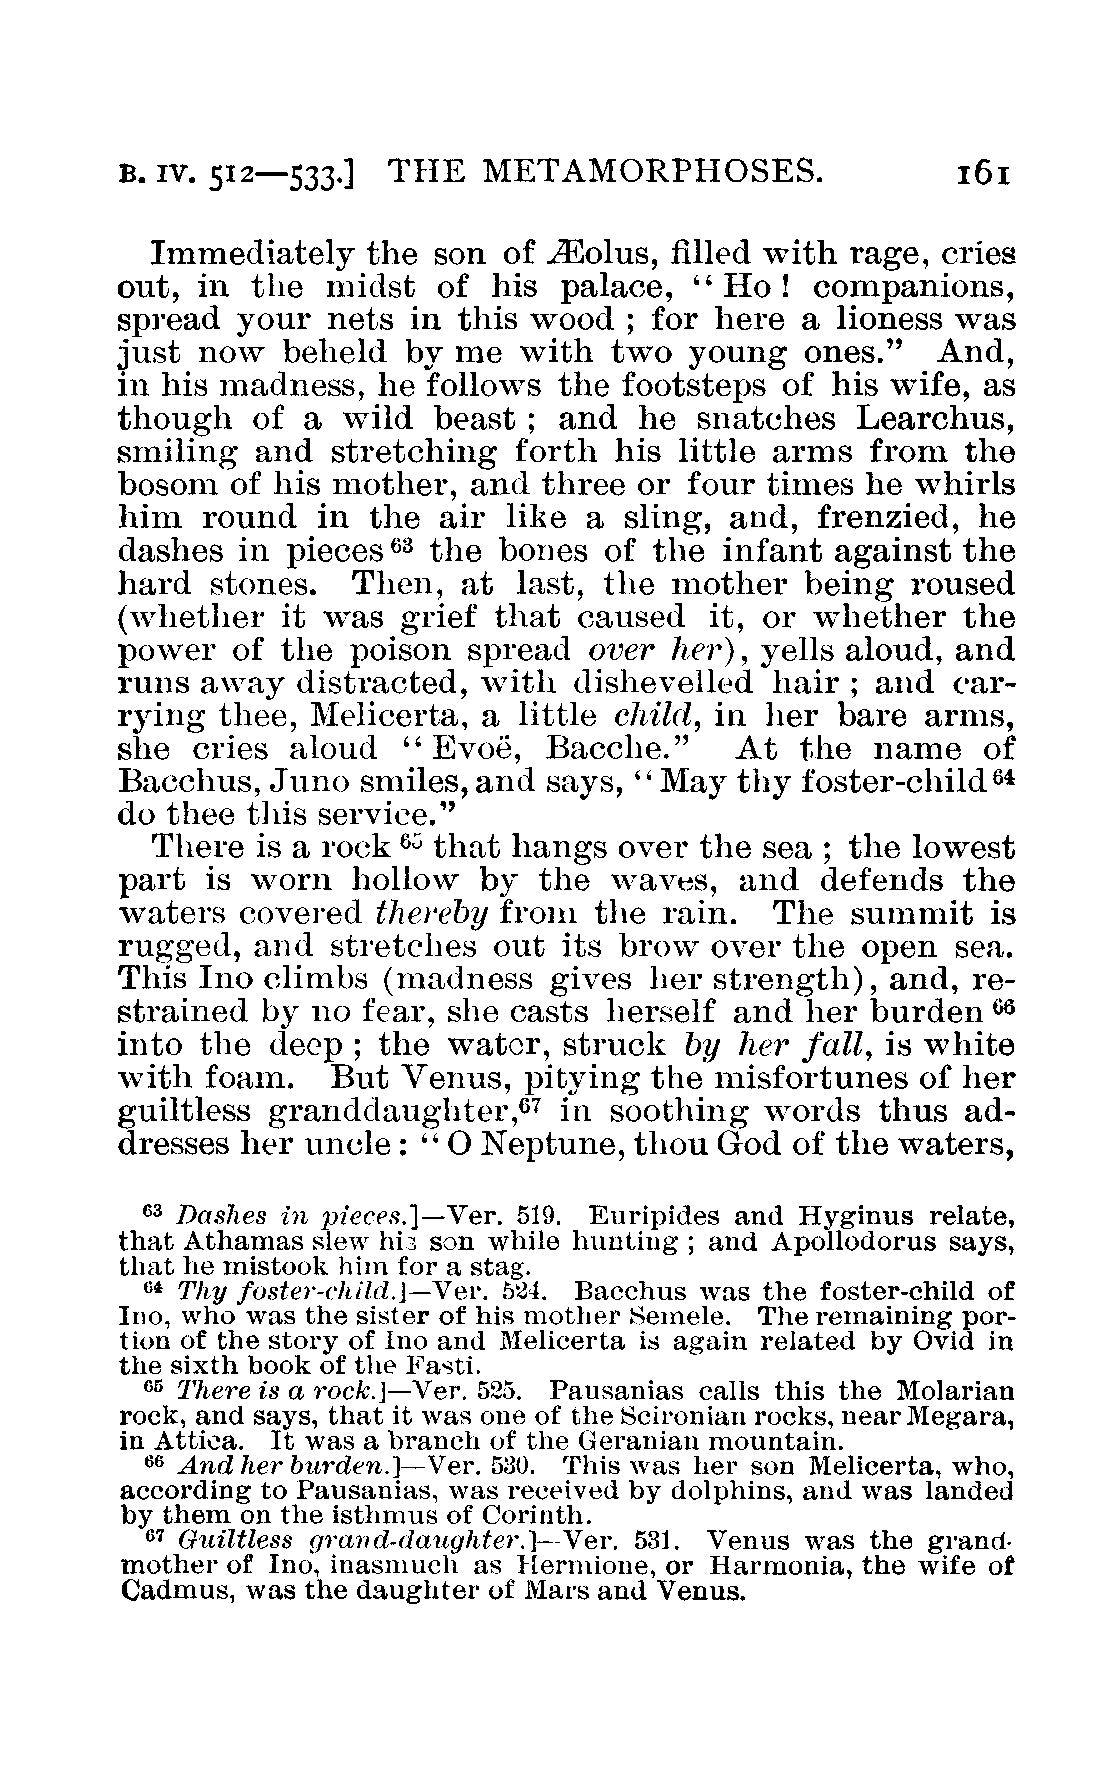 B. IV. 512—533.] THE METAMORPHOSES. 161
Immediately the son of Æolus, filled with rage, cries
out, in the midst of his palace, “ Ho ! companions,
spread your nets in this wood ; for here a lioness was
just now beheld by me with two young ones.” And,
in his madness, he follows the footsteps of his wife, as
though of a wild beast ; and he snatches Learchus,
smiling and stretching forth his little arms from the
bosom of his mother, and three or four times he whirls
him round in the air like a sling, and, frenzied, he
dashes in pieces ⁶³ the bones of the infant against the
hard stones. Then, at last, the mother being roused
(whether it was grief that caused it, or whether the
power of the poison spread over her), yells aloud, and
runs away distracted, with dishevelled hair ; and car-
rying thee, Melicerta, a little child, in her bare arms,
she cries aloud “ Evoë, Bacche.” At the name of
Bacchus, Juno smiles, and says, “ May thy foster-child ⁶⁴
do thee this service.”
There is a rock ⁶⁵ that hangs over the sea ; the lowest
part is worn hollow by the waves, and defends the
waters covered thereby from the rain. The summit is
rugged, and stretches out its brow over the open sea.
This Ino climbs (madness gives her strength), and, re-
strained by no fear, she casts herself and her burden ⁶⁶
into the deep ; the water, struck by her fall, is white
with foam. But Venus, pitying the misfortunes of her
guiltless granddaughter,⁶⁷ in soothing words thus ad-
dresses her uncle : “ O Neptune, thou God of the waters,
⁶³ Dashes in pieces.]—Ver. 519. Euripides and Hyginus relate,
that Athamas slew his son while hunting ; and Apollodorus says,
that he mistook him for a stag.
⁶⁴ Thy foster-child.]—Ver. 524. Bacchus was the foster-child of
Ino, who was the sister of his mother Semele. The remaining por-
tion of the story of Ino and Melicerta is again related by Ovid in
the sixth book of the Fasti.
⁶⁵ There is a rock.]—Ver. 525. Pausanias calls this the Molarian
rock, and says, that it was one of the Scironian rocks, near Megara,
in Attica. It was a branch of the Geranian mountain.
⁶⁶ And her burden.]—Ver. 530. This was her son Melicerta, who,
according to Pausanias, was received by dolphins, and was landed
by them on the isthmus of Corinth.
⁶⁷ Guiltless grand-daughter.]—Ver. 531. Venus was the grand-
mother of Ino, inasmuch as Hermione, or Harmonia, the wife of
Cadmus, was the daughter of Mars and Venus.